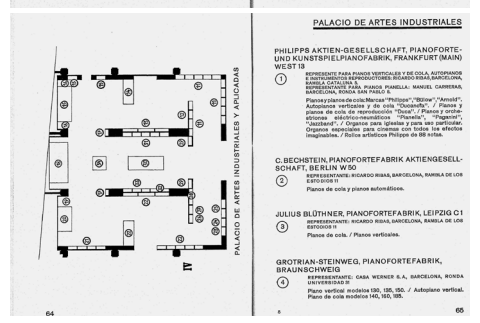 PALACIO DE ARTES INDUSTRIALES Y APLICADAS
IV
64
PALACIO DE ARTES INDUSTRIALES
PHILIPPS AKTIEN-GESELLSCHAFT, PIANOFORTE-
UND KUNSTSPIELPIANOFABRIK, FRANKFURT (MAIN)
WEST 13
1
REPRESENTE PARA PIANOS VERTICALES Y DE COLA, AUTOPIANOS
E INSTRUMENTOS REPRODUCTORES: RICARDO RIBAS, BARCELONA,
RAMBLA CATALUÑA 5.
REPRESENTANTE PARA PIANOS PIANELLA: MANUEL CARRERAS,
BARCELONA, RONDA SAN PABLO 6.
Pianos y pianos de cola: Marcas "Philipps", "Bülow", "Arnold".
Autopianos verticales y de cola "Ducanola". / Pianos y
pianos de cola de reproducción "Duca". / Pianos y orche-
striones eléctrico-neumáticos "Pianella", "Paganini",
"Jazzband". / Organos para iglesias y para uso particular.
Organos especiales para cinemas con todos los efectos
imaginables. / Rollos artísticos Philipps de 88 notas.
C. BECHSTEIN, PIANOFORTEFABRIK AKTIENGESELL-
SCHAFT, BERLIN W 50
2
REPRESENTANTE: RICARDO RIBAS, BARCELONA, RAMBLA DE LOS
ESTUDIOS 11
Pianos de cola y pianos automáticos.
JULIUS BLÜTHNER, PIANOFORTEFABRIK, LEIPZIG C 1
3
REPRESENTANTE: RICARDO RIBAS, BARCELONA, RAMBLA DE LOS
ESTUDIOS 11
Pianos de cola. / Pianos verticales.
GROTRIAN-STEINWEG, PIANOFORTEFABRIK,
BRAUNSCHWEIG
4
REPRESENTANTE: CASA WERNER S. A., BARCELONA, RONDA
UNIVERSIDAD 31
Piano vertical modelos 130, 135, 150. / Autopiano vertical.
Piano de cola modelos 140, 160, 185.
65